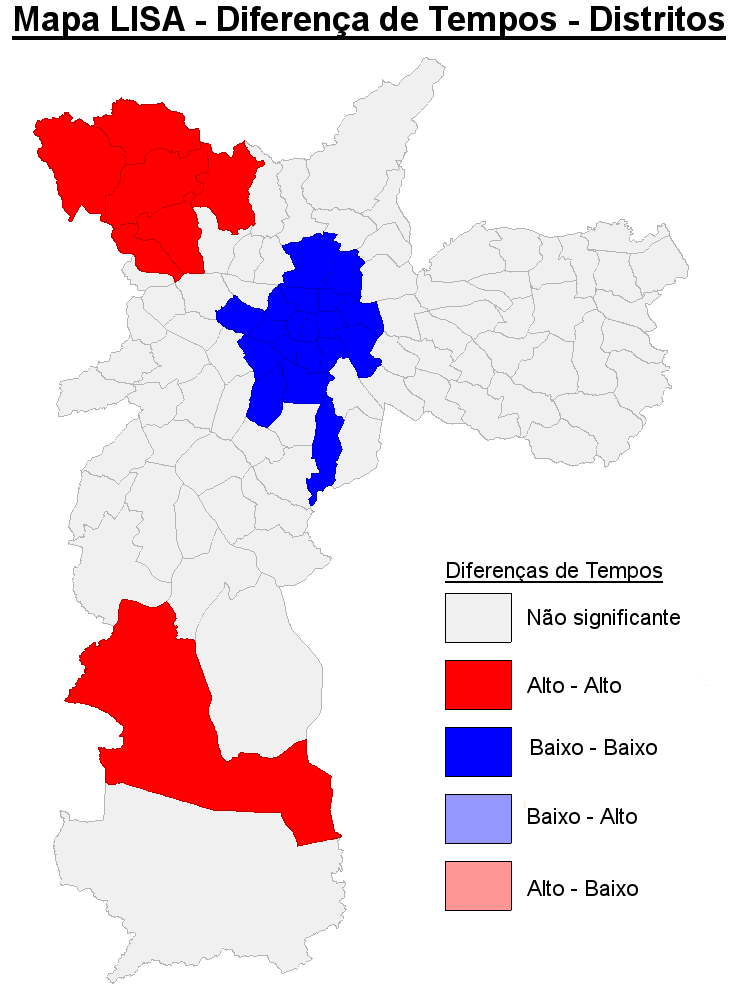 Mapa LISA - Diferença de Tempos - Distritos
Diferenças de Tempos
Não significante
Alto - Alto
Baixo - Baixo
Baixo - Alto
Alto - Baixo